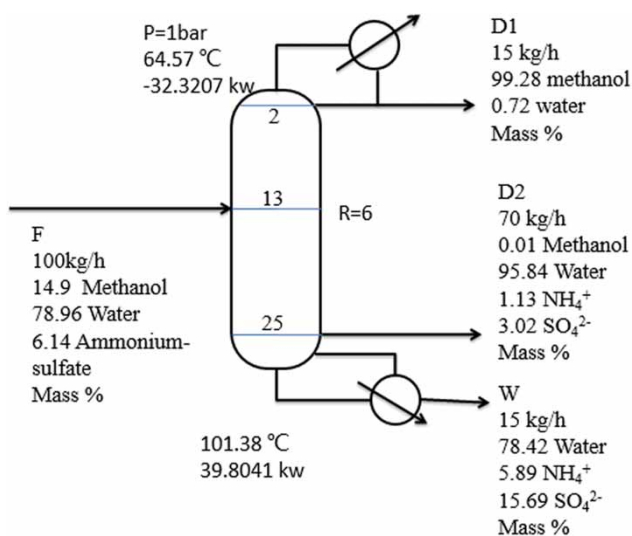 P=1bar
64.57 ℃
-32.3207 kw
2
13
25
R=6
F
100kg/h
14.9 Methanol
78.96 Water
6.14 Ammonium-
sulfate
Mass %
101.38 ℃
39.8041 kw
D1
15 kg/h
99.28 methanol
0.72 water
Mass %
D2
70 kg/h
0.01 Methanol
95.84 Water
1.13 NH₄⁺
3.02 SO₄²⁻
Mass %
W
15 kg/h
78.42 Water
5.89 NH₄⁺
15.69 SO₄²⁻
Mass %